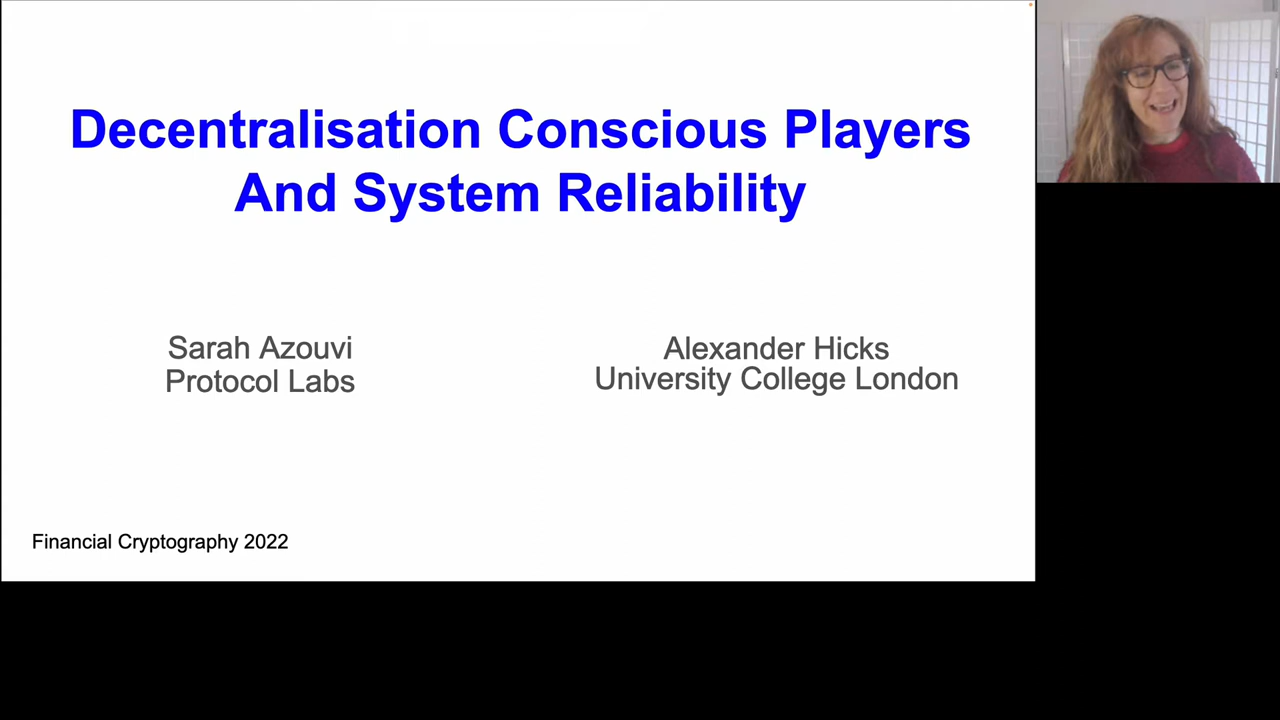 Decentralisation Conscious Players
And System Reliability
Sarah Azouvi
Protocol Labs
Alexander Hicks
University College London
Financial Cryptography 2022